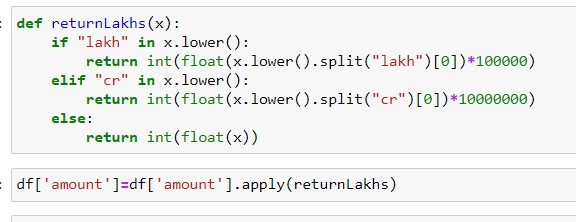 def returnLakhs(x):
    if "lakh" in x.lower():
        return int(float(x.lower().split("lakh")[0])*100000)
    elif "cr" in x.lower():
        return int(float(x.lower().split("cr")[0])*10000000)
    else:
        return int(float(x))
df['amount']=df['amount'].apply(returnLakhs)